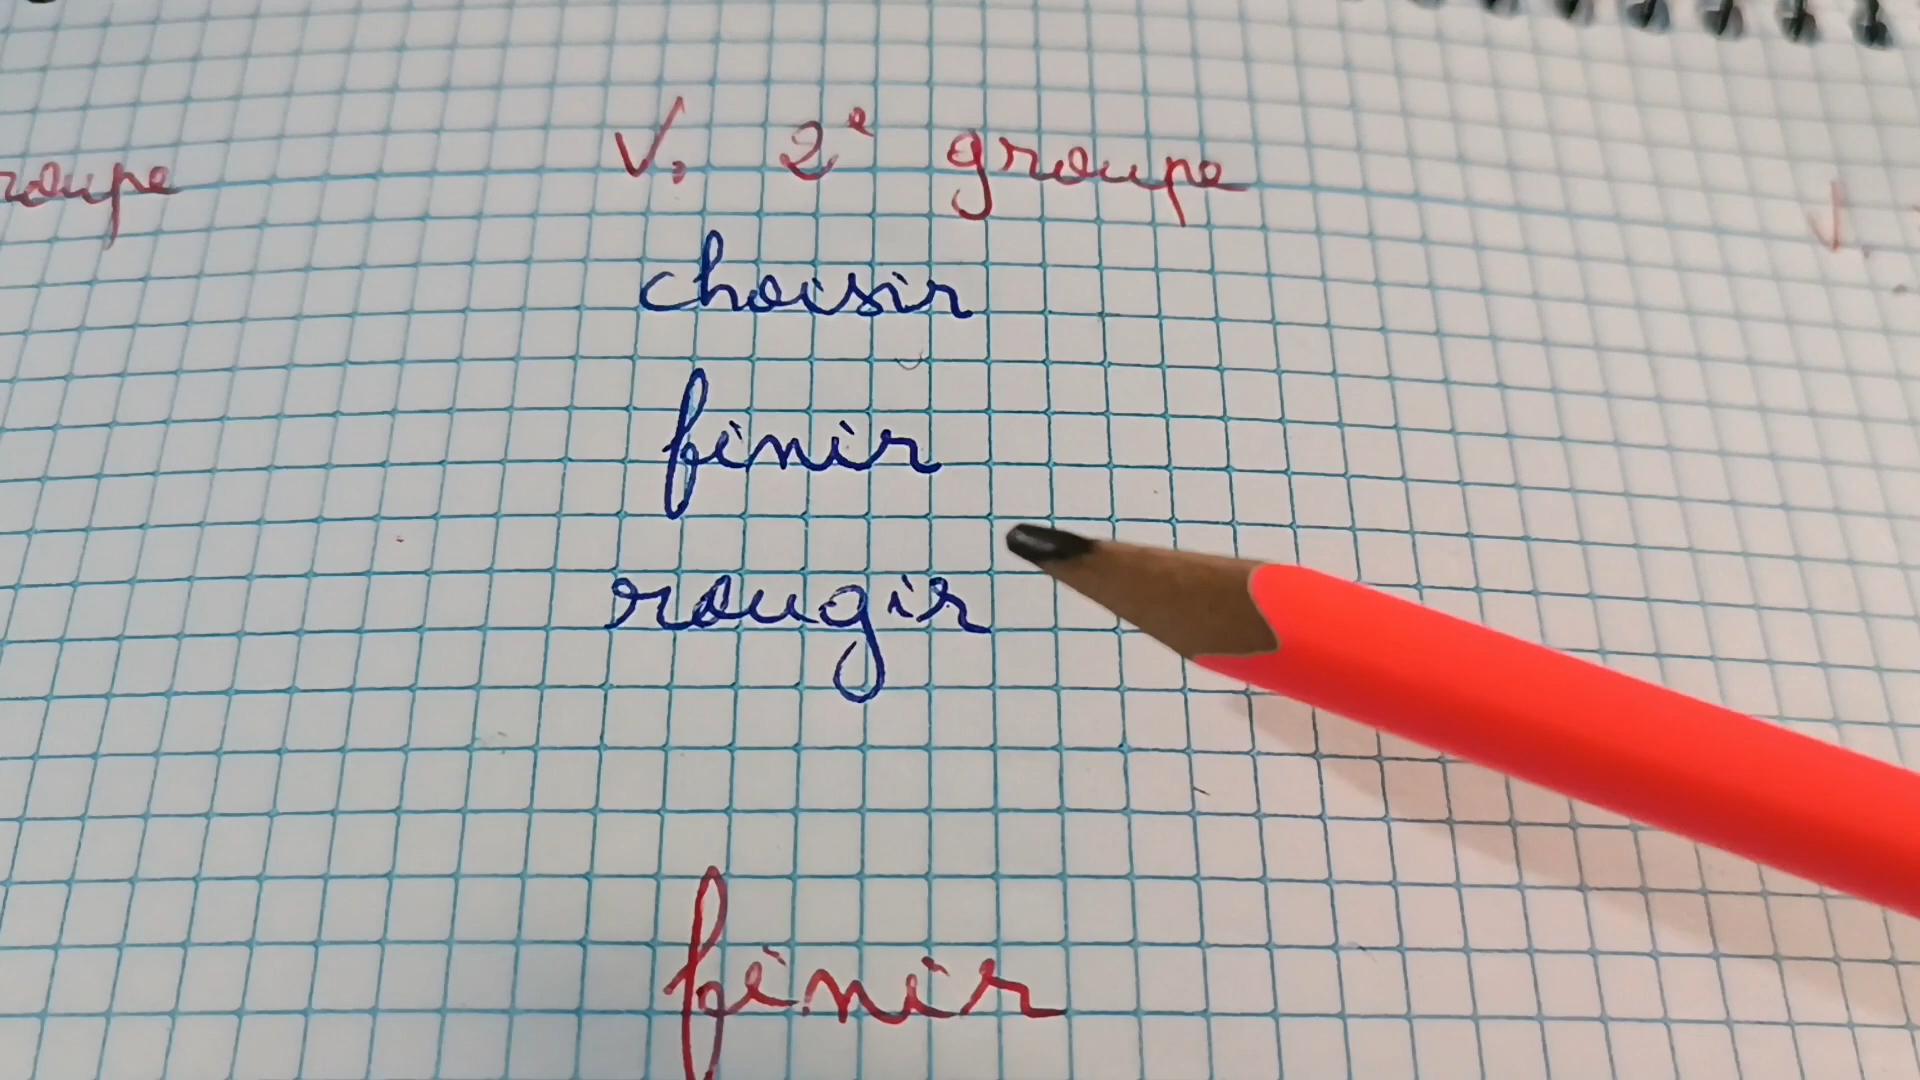 V. 2e groupe
choisir
finir
rougir
finir